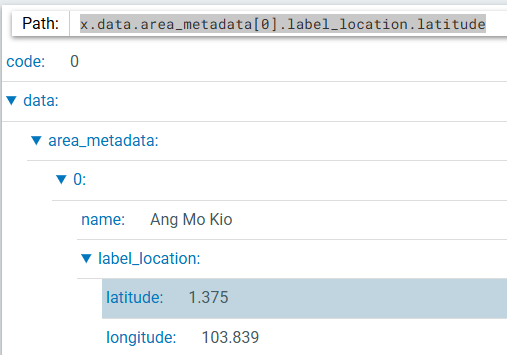 Path: x.data.area_metadata[0].label_location.latitude
code: 0
data:
area_metadata:
0:
name: Ang Mo Kio
label_location:
latitude: 1.375
longitude: 103.839